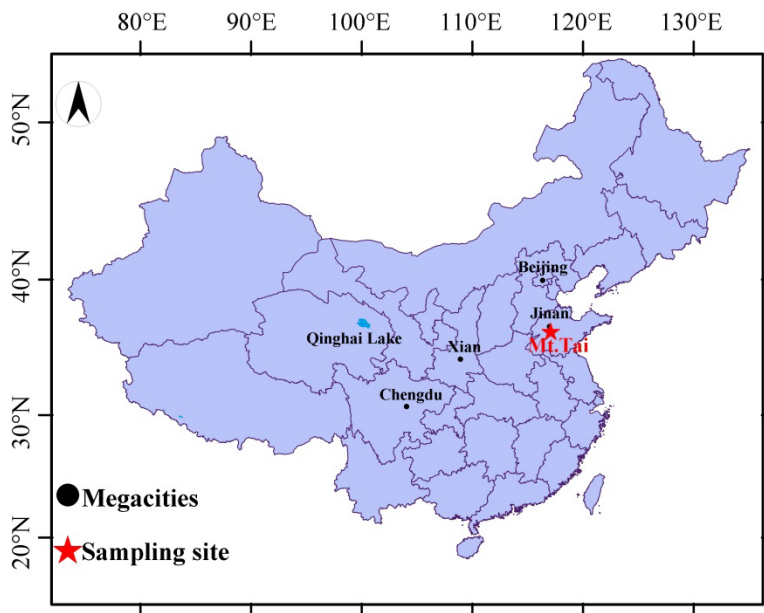 80°E 90°E 100°E 110°E 120°E 130°E
50°N
40°N
30°N
20°N
Beijing
Jinan
Mt.Tai
Qinghai Lake
Xian
Chengdu
Megacities
Sampling site